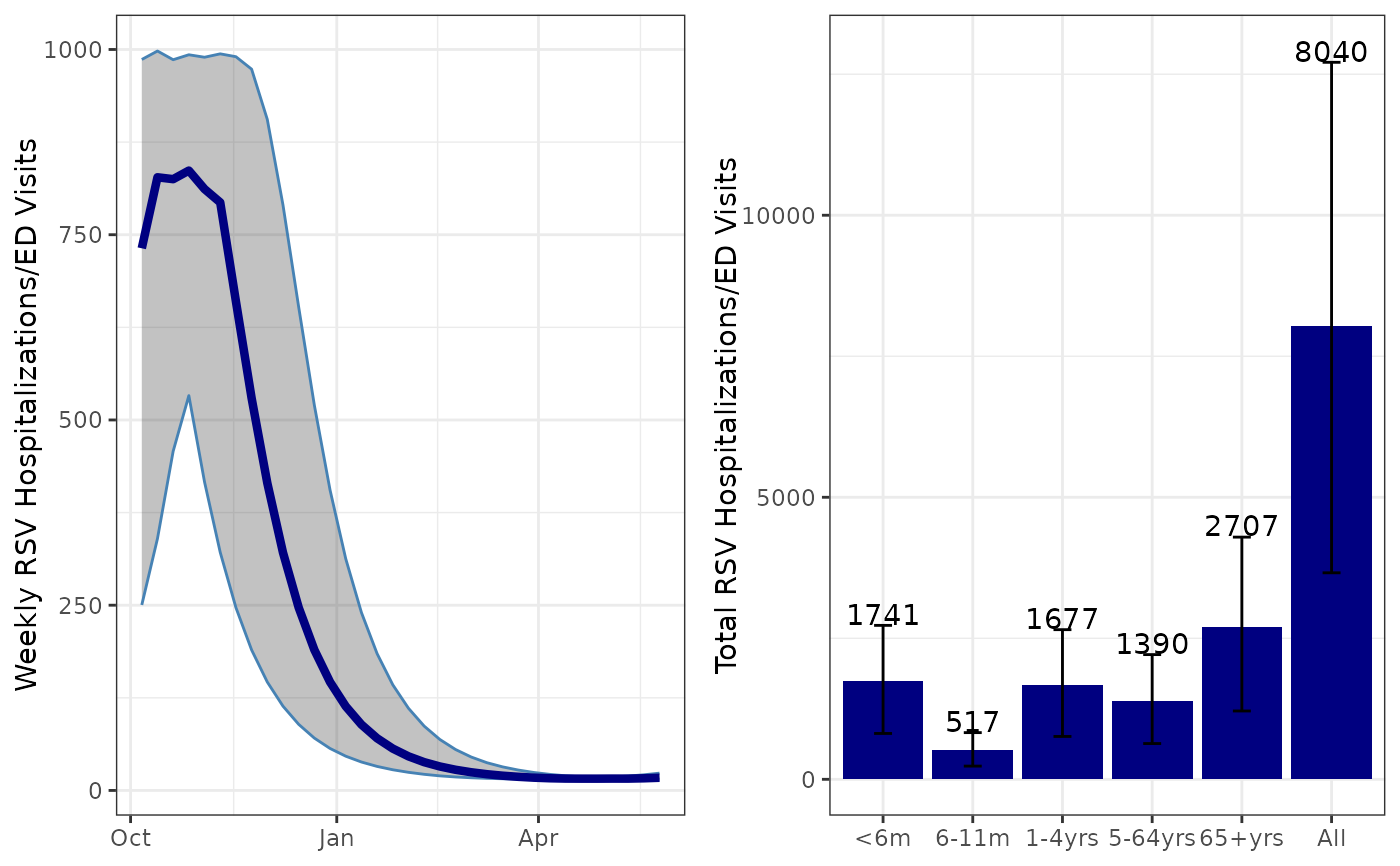 Weekly RSV Hospitalizations/ED Visits
1000
750
500
250
0
Oct
Jan
Apr
Total RSV Hospitalizations/ED Visits
10000
5000
0
1741
517
1677
1390
2707
8040
<6m
6-11m
1-4yrs
5-64yrs
65+yrs
All